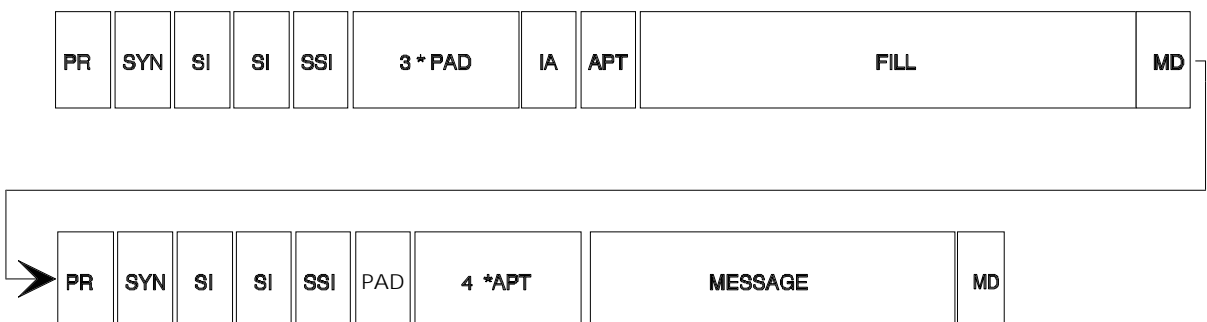 PR SYN SI SI SSI 3 * PAD IA APT FILL MD
PR SYN SI SI SSI PAD 4 *APT MESSAGE MD